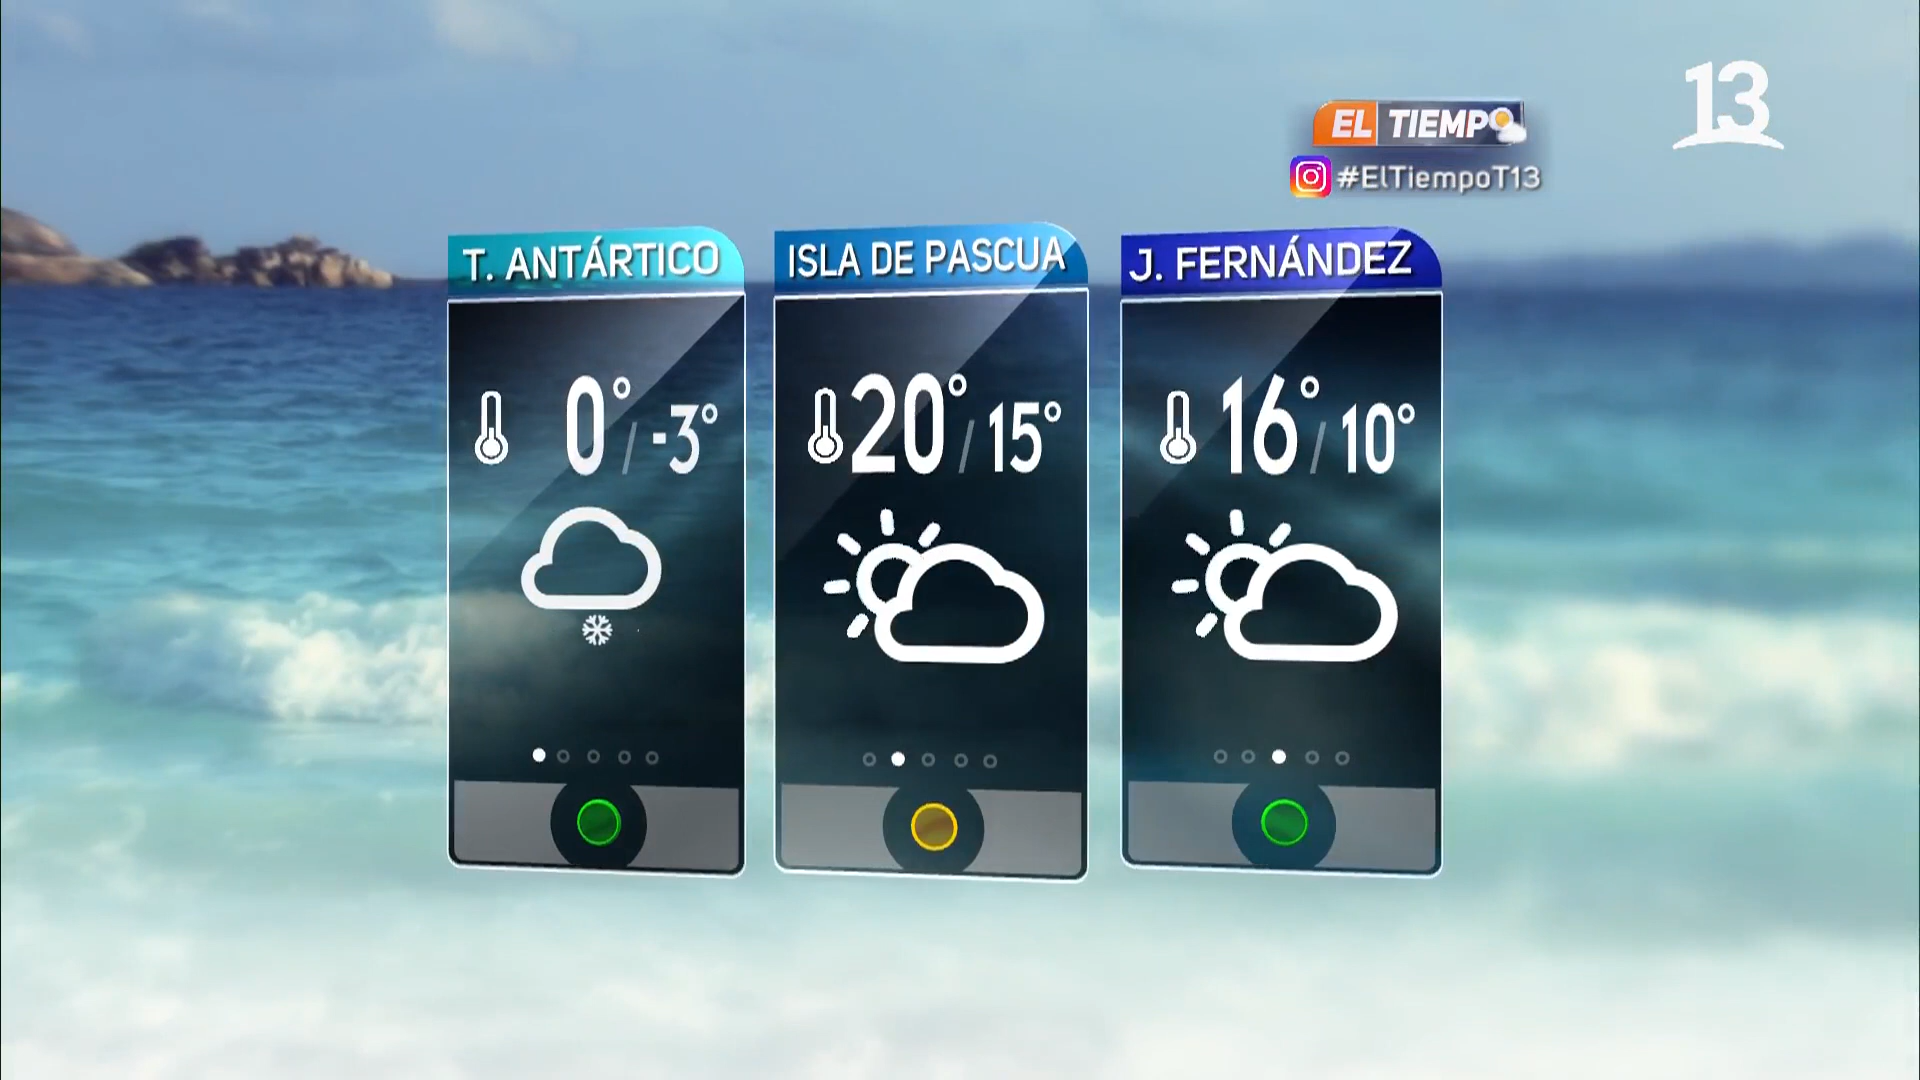 13
EL TIEMPO
#ElTiempoT13
T. ANTÁRTICO
0° / -3°
ISLA DE PASCUA
20° / 15°
J. FERNÁNDEZ
16° / 10°